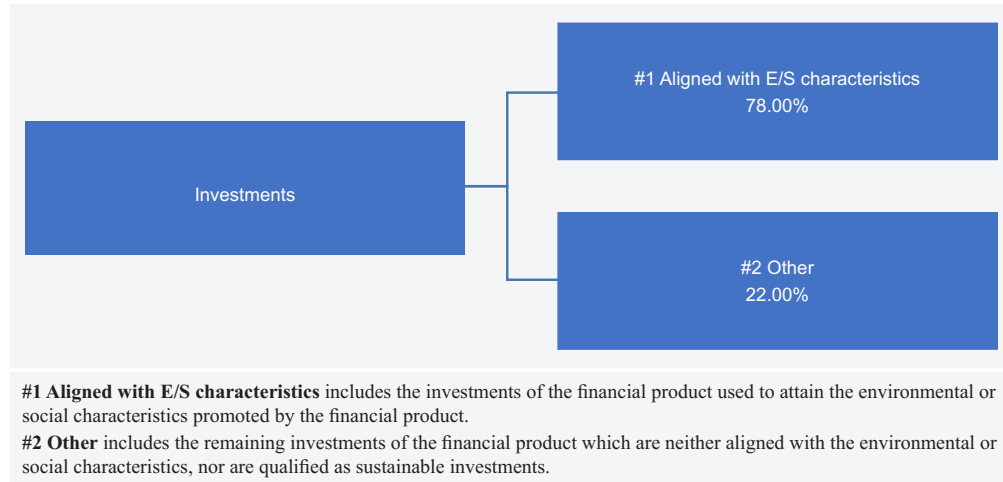 #1 Aligned with E/S characteristics
78.00%
Investments
#2 Other
22.00%
#1 Aligned with E/S characteristics includes the investments of the financial product used to attain the environmental or
social characteristics promoted by the financial product.
#2 Other includes the remaining investments of the financial product which are neither aligned with the environmental or
social characteristics, nor are qualified as sustainable investments.